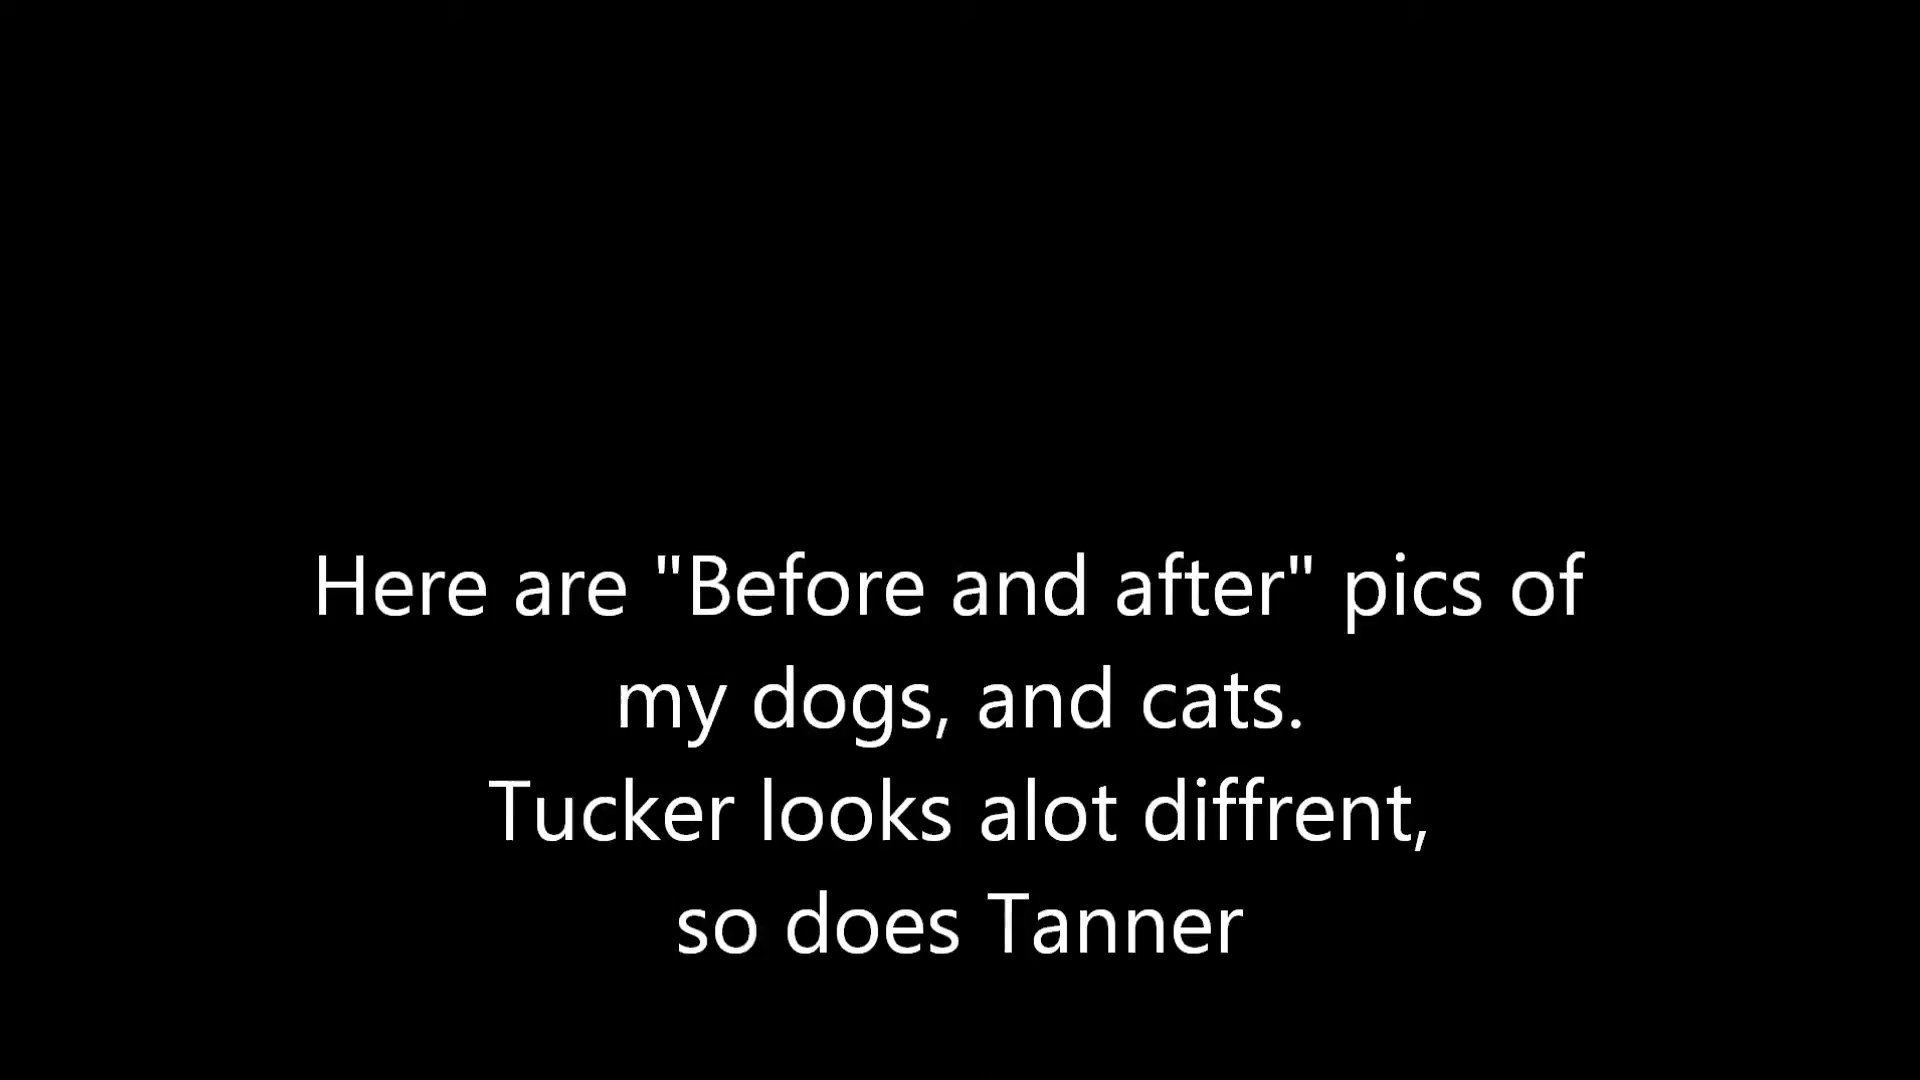 Here are "Before and after" pics of
my dogs, and cats.
Tucker looks alot diffrent,
so does Tanner